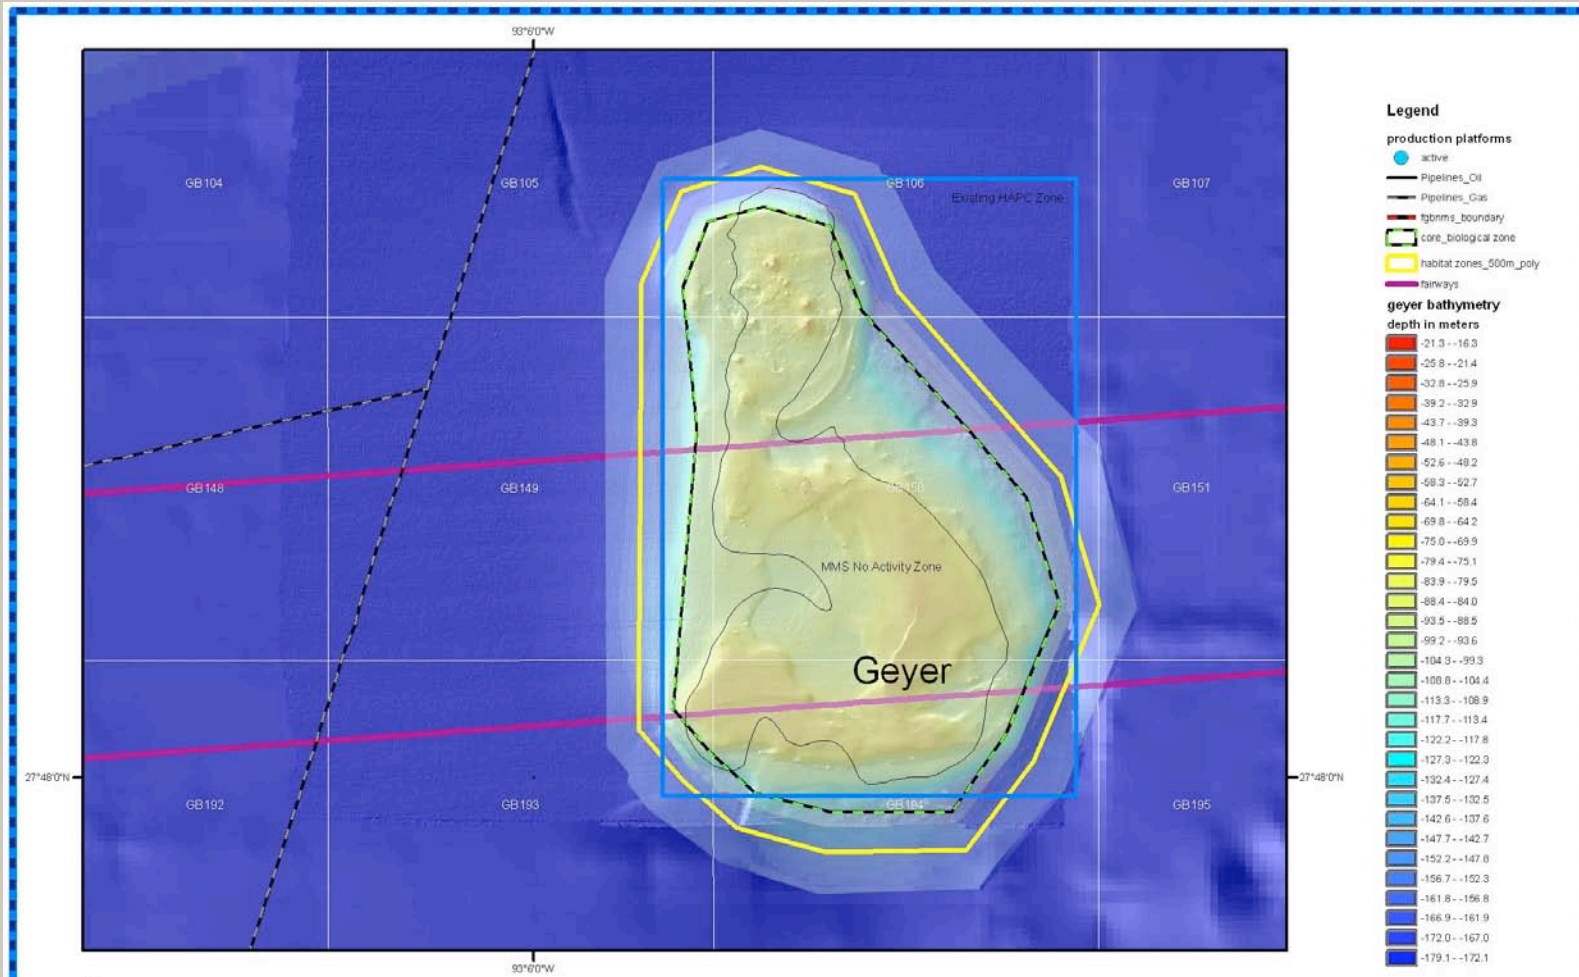 93°6'0"W
GB104
GB105
GB106
GB107
Existing HAPC Zone
GB148
GB149
GB150
GB151
MMS No Activity Zone
Geyer
27°48'0"N
27°48'0"N
GB192
GB193
GB194
GB195
93°6'0"W
Legend
production platforms
active
Pipelines_Oil
Pipelines_Gas
fgbnms_boundary
core_biological zone
habitat zones_500m_poly
fairways
geyer bathymetry
depth in meters
-21.3 - -16.3
-25.8 - -21.4
-32.8 - -25.9
-39.2 - -32.9
-43.7 - -39.3
-48.1 - -43.8
-52.6 - -48.2
-58.3 - -52.7
-64.1 - -58.4
-69.8 - -64.2
-75.0 - -69.9
-79.4 - -75.1
-83.9 - -79.5
-88.4 - -84.0
-93.5 - -88.5
-99.2 - -93.6
-104.3 - -99.3
-108.8 - -104.4
-113.3 - -108.9
-117.7 - -113.4
-122.2 - -117.8
-127.3 - -122.3
-132.4 - -127.4
-137.5 - -132.5
-142.6 - -137.6
-147.7 - -142.7
-152.2 - -147.8
-156.7 - -152.3
-161.8 - -156.8
-166.9 - -161.9
-172.0 - -167.0
-179.1 - -172.1